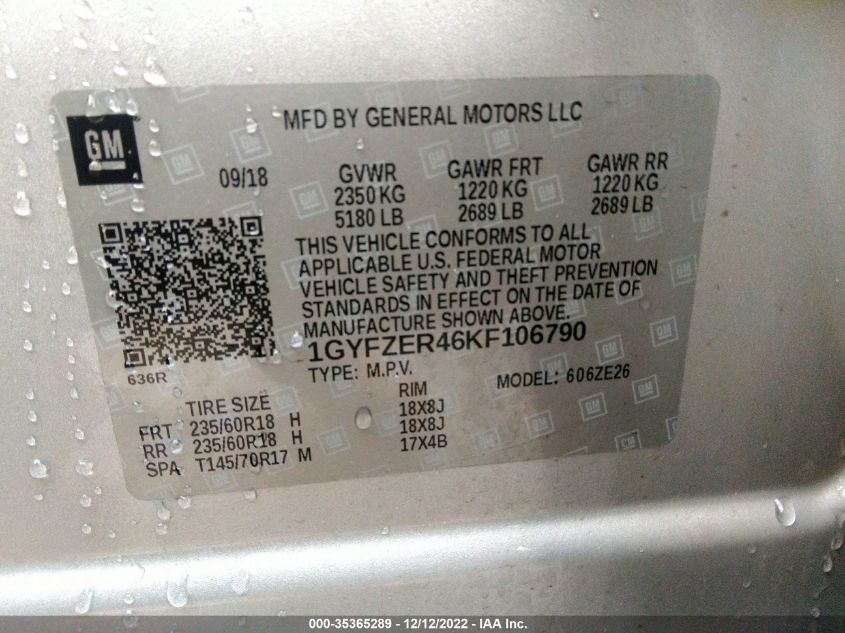 GM
MFD BY GENERAL MOTORS LLC
09/18
GVWR GAWR FRT GAWR RR
2350 KG 1220 KG 1220 KG
5180 LB 2689 LB 2689 LB
THIS VEHICLE CONFORMS TO ALL
APPLICABLE U.S. FEDERAL MOTOR
VEHICLE SAFETY AND THEFT PREVENTION
STANDARDS IN EFFECT ON THE DATE OF
MANUFACTURE SHOWN ABOVE.
1GYFZER46KF106790
636R
TYPE: M.P.V. MODEL: 606ZE26
TIRE SIZE RIM
FRT 235/60R18 H 18X8J
RR 235/60R18 H 18X8J
SPA T145/70R17 M 17X4B
000-35365289 - 12/12/2022 - IAA Inc.